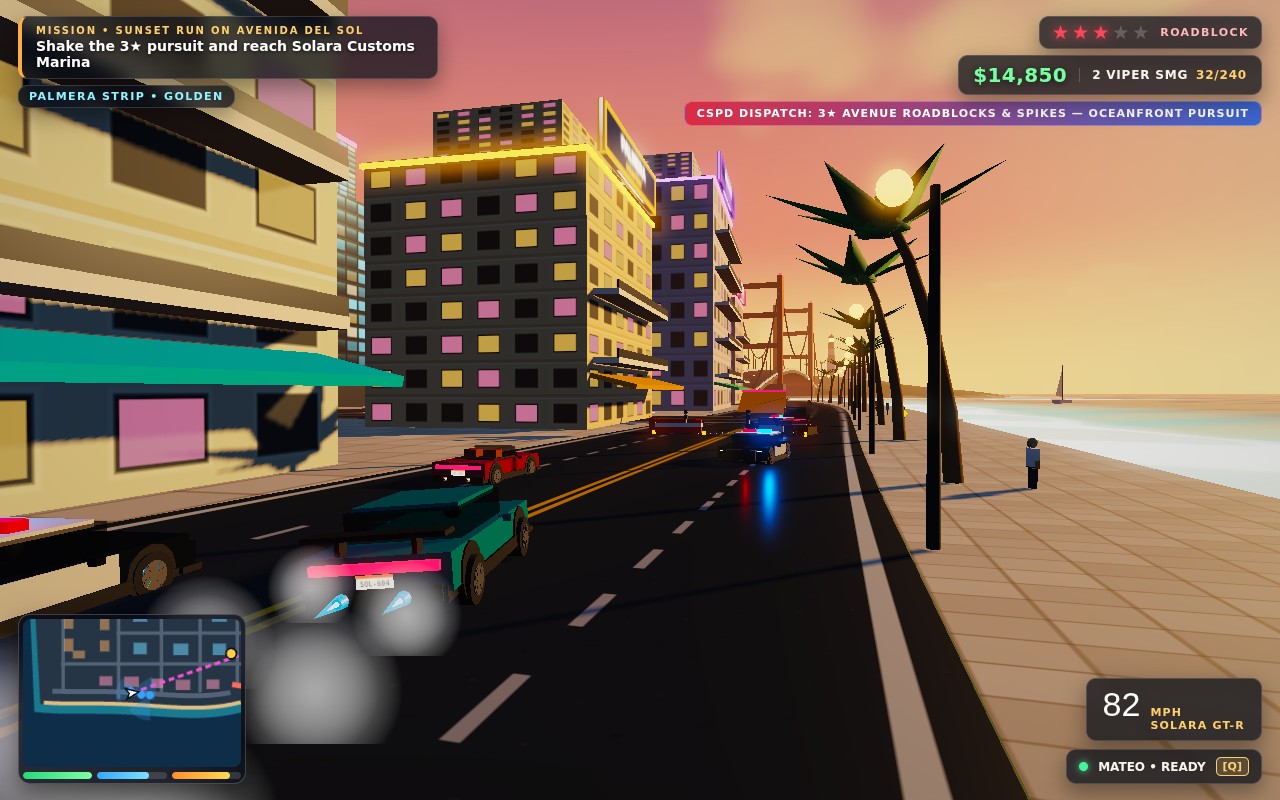 MISSION • SUNSET RUN ON AVENIDA DEL SOL
Shake the 3★ pursuit and reach Solara Customs
Marina
PALMERA STRIP • GOLDEN
★★★★★ ROADBLOCK
$14,850 | 2 VIPER SMG 32/240
CSPD DISPATCH: 3★ AVENUE ROADBLOCKS & SPIKES — OCEANFRONT PURSUIT
82 MPH
SOLARA GT-R
MATEO • READY [Q]